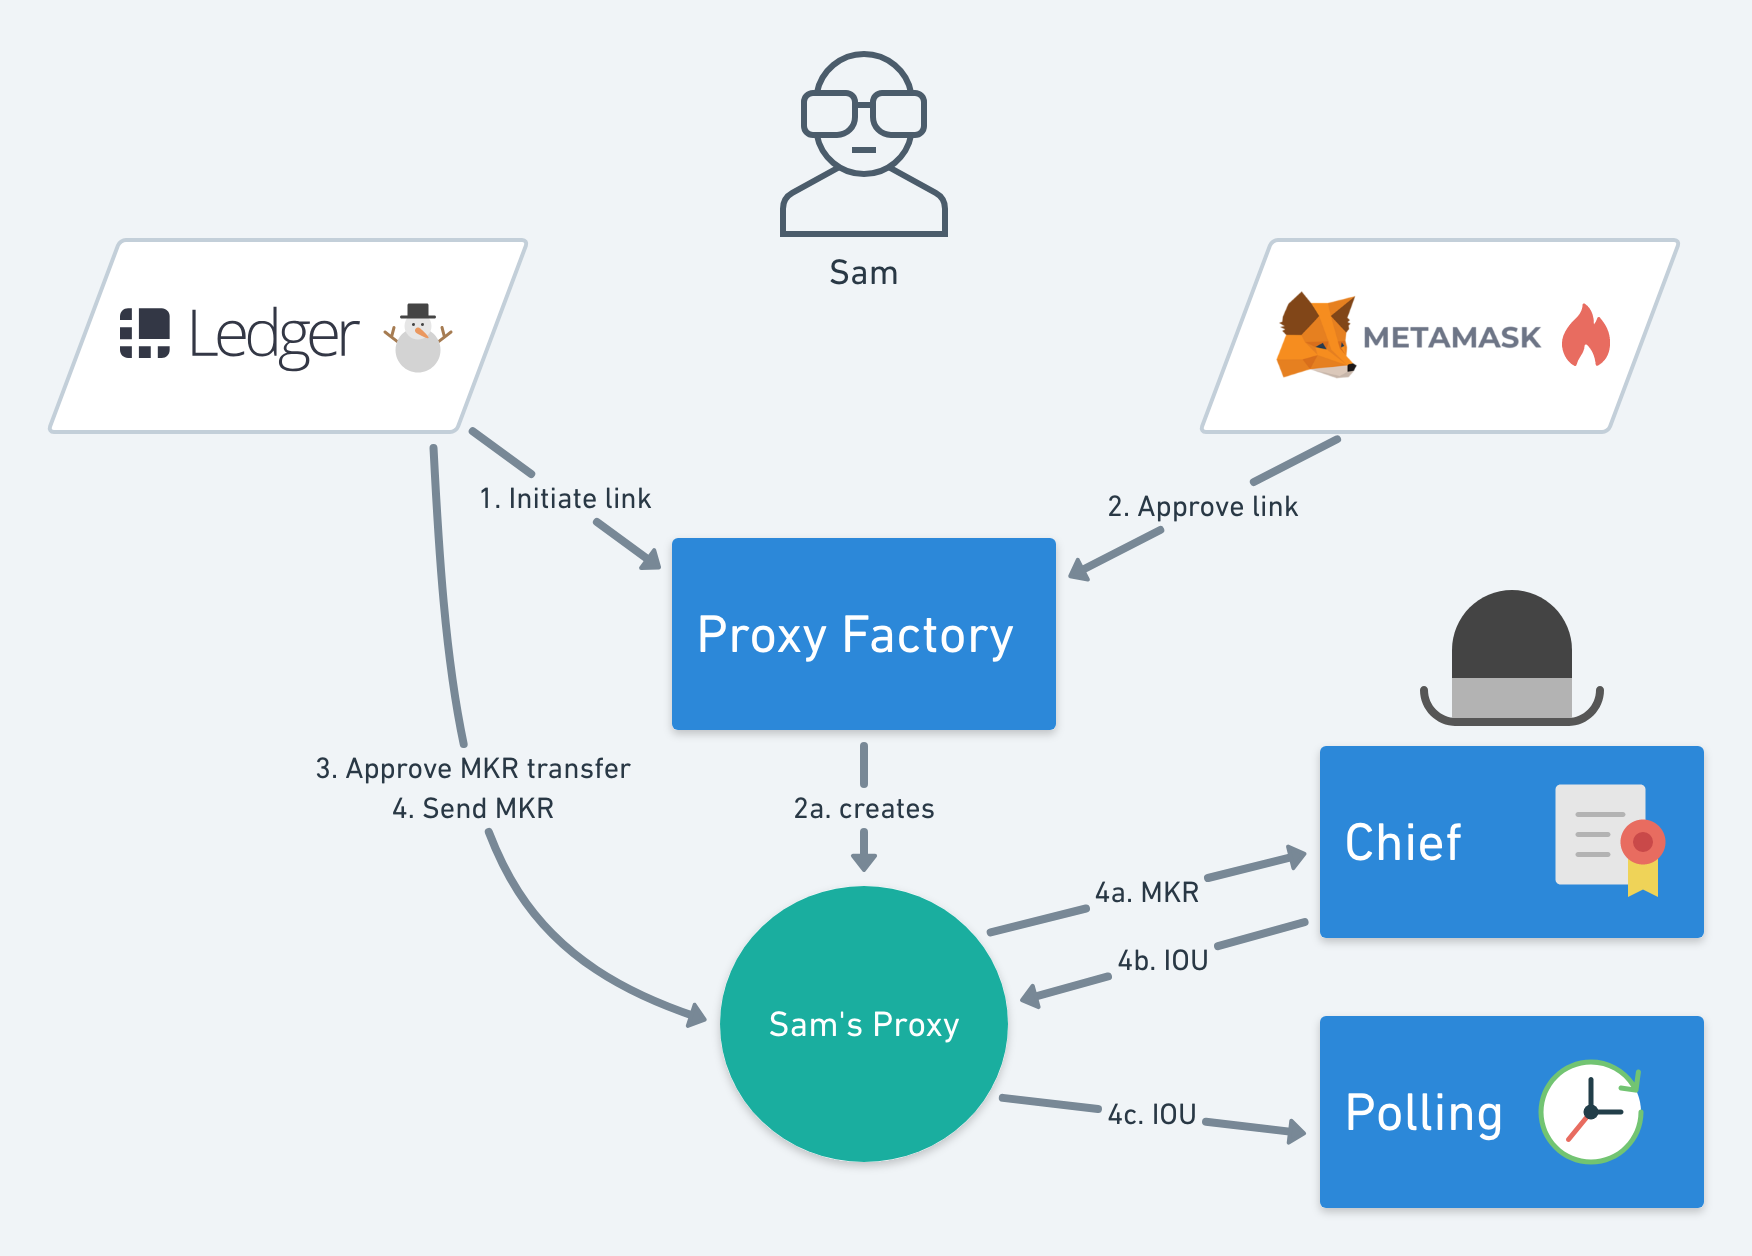 Sam
Ledger
METAMASK
1. Initiate link
2. Approve link
Proxy Factory
3. Approve MKR transfer
4. Send MKR
2a. creates
Chief
4a. MKR
4b. IOU
Sam's Proxy
4c. IOU
Polling